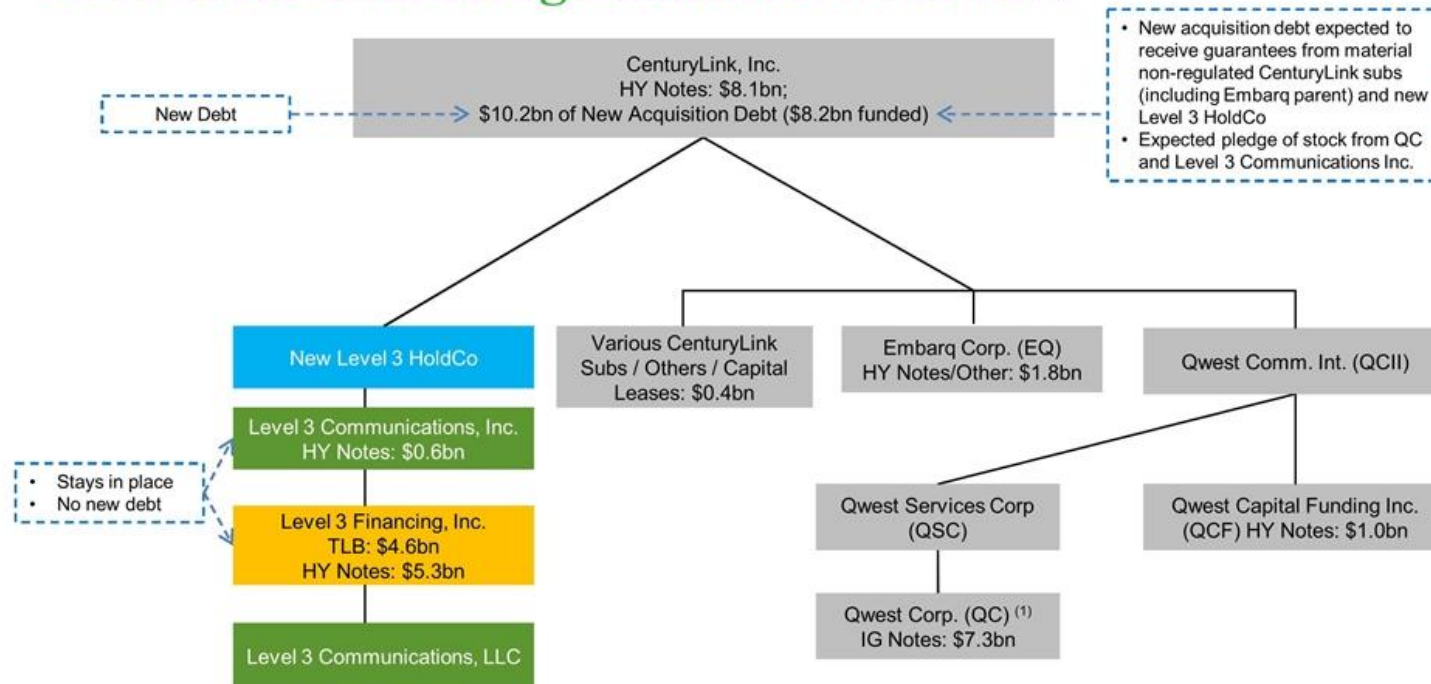 CenturyLink, Inc.
HY Notes: $8.1bn;
$10.2bn of New Acquisition Debt ($8.2bn funded)
New Debt
• New acquisition debt expected to
receive guarantees from material
non-regulated CenturyLink subs
(including Embarq parent) and new
Level 3 HoldCo
• Expected pledge of stock from QC
and Level 3 Communications Inc.
New Level 3 HoldCo
Various CenturyLink
Subs / Others / Capital
Leases: $0.4bn
Embarq Corp. (EQ)
HY Notes/Other: $1.8bn
Qwest Comm. Int. (QCII)
Level 3 Communications, Inc.
HY Notes: $0.6bn
• Stays in place
• No new debt
Level 3 Financing, Inc.
TLB: $4.6bn
HY Notes: $5.3bn
Qwest Services Corp
(QSC)
Qwest Capital Funding Inc.
(QCF) HY Notes: $1.0bn
Qwest Corp. (QC) (1)
IG Notes: $7.3bn
Level 3 Communications, LLC